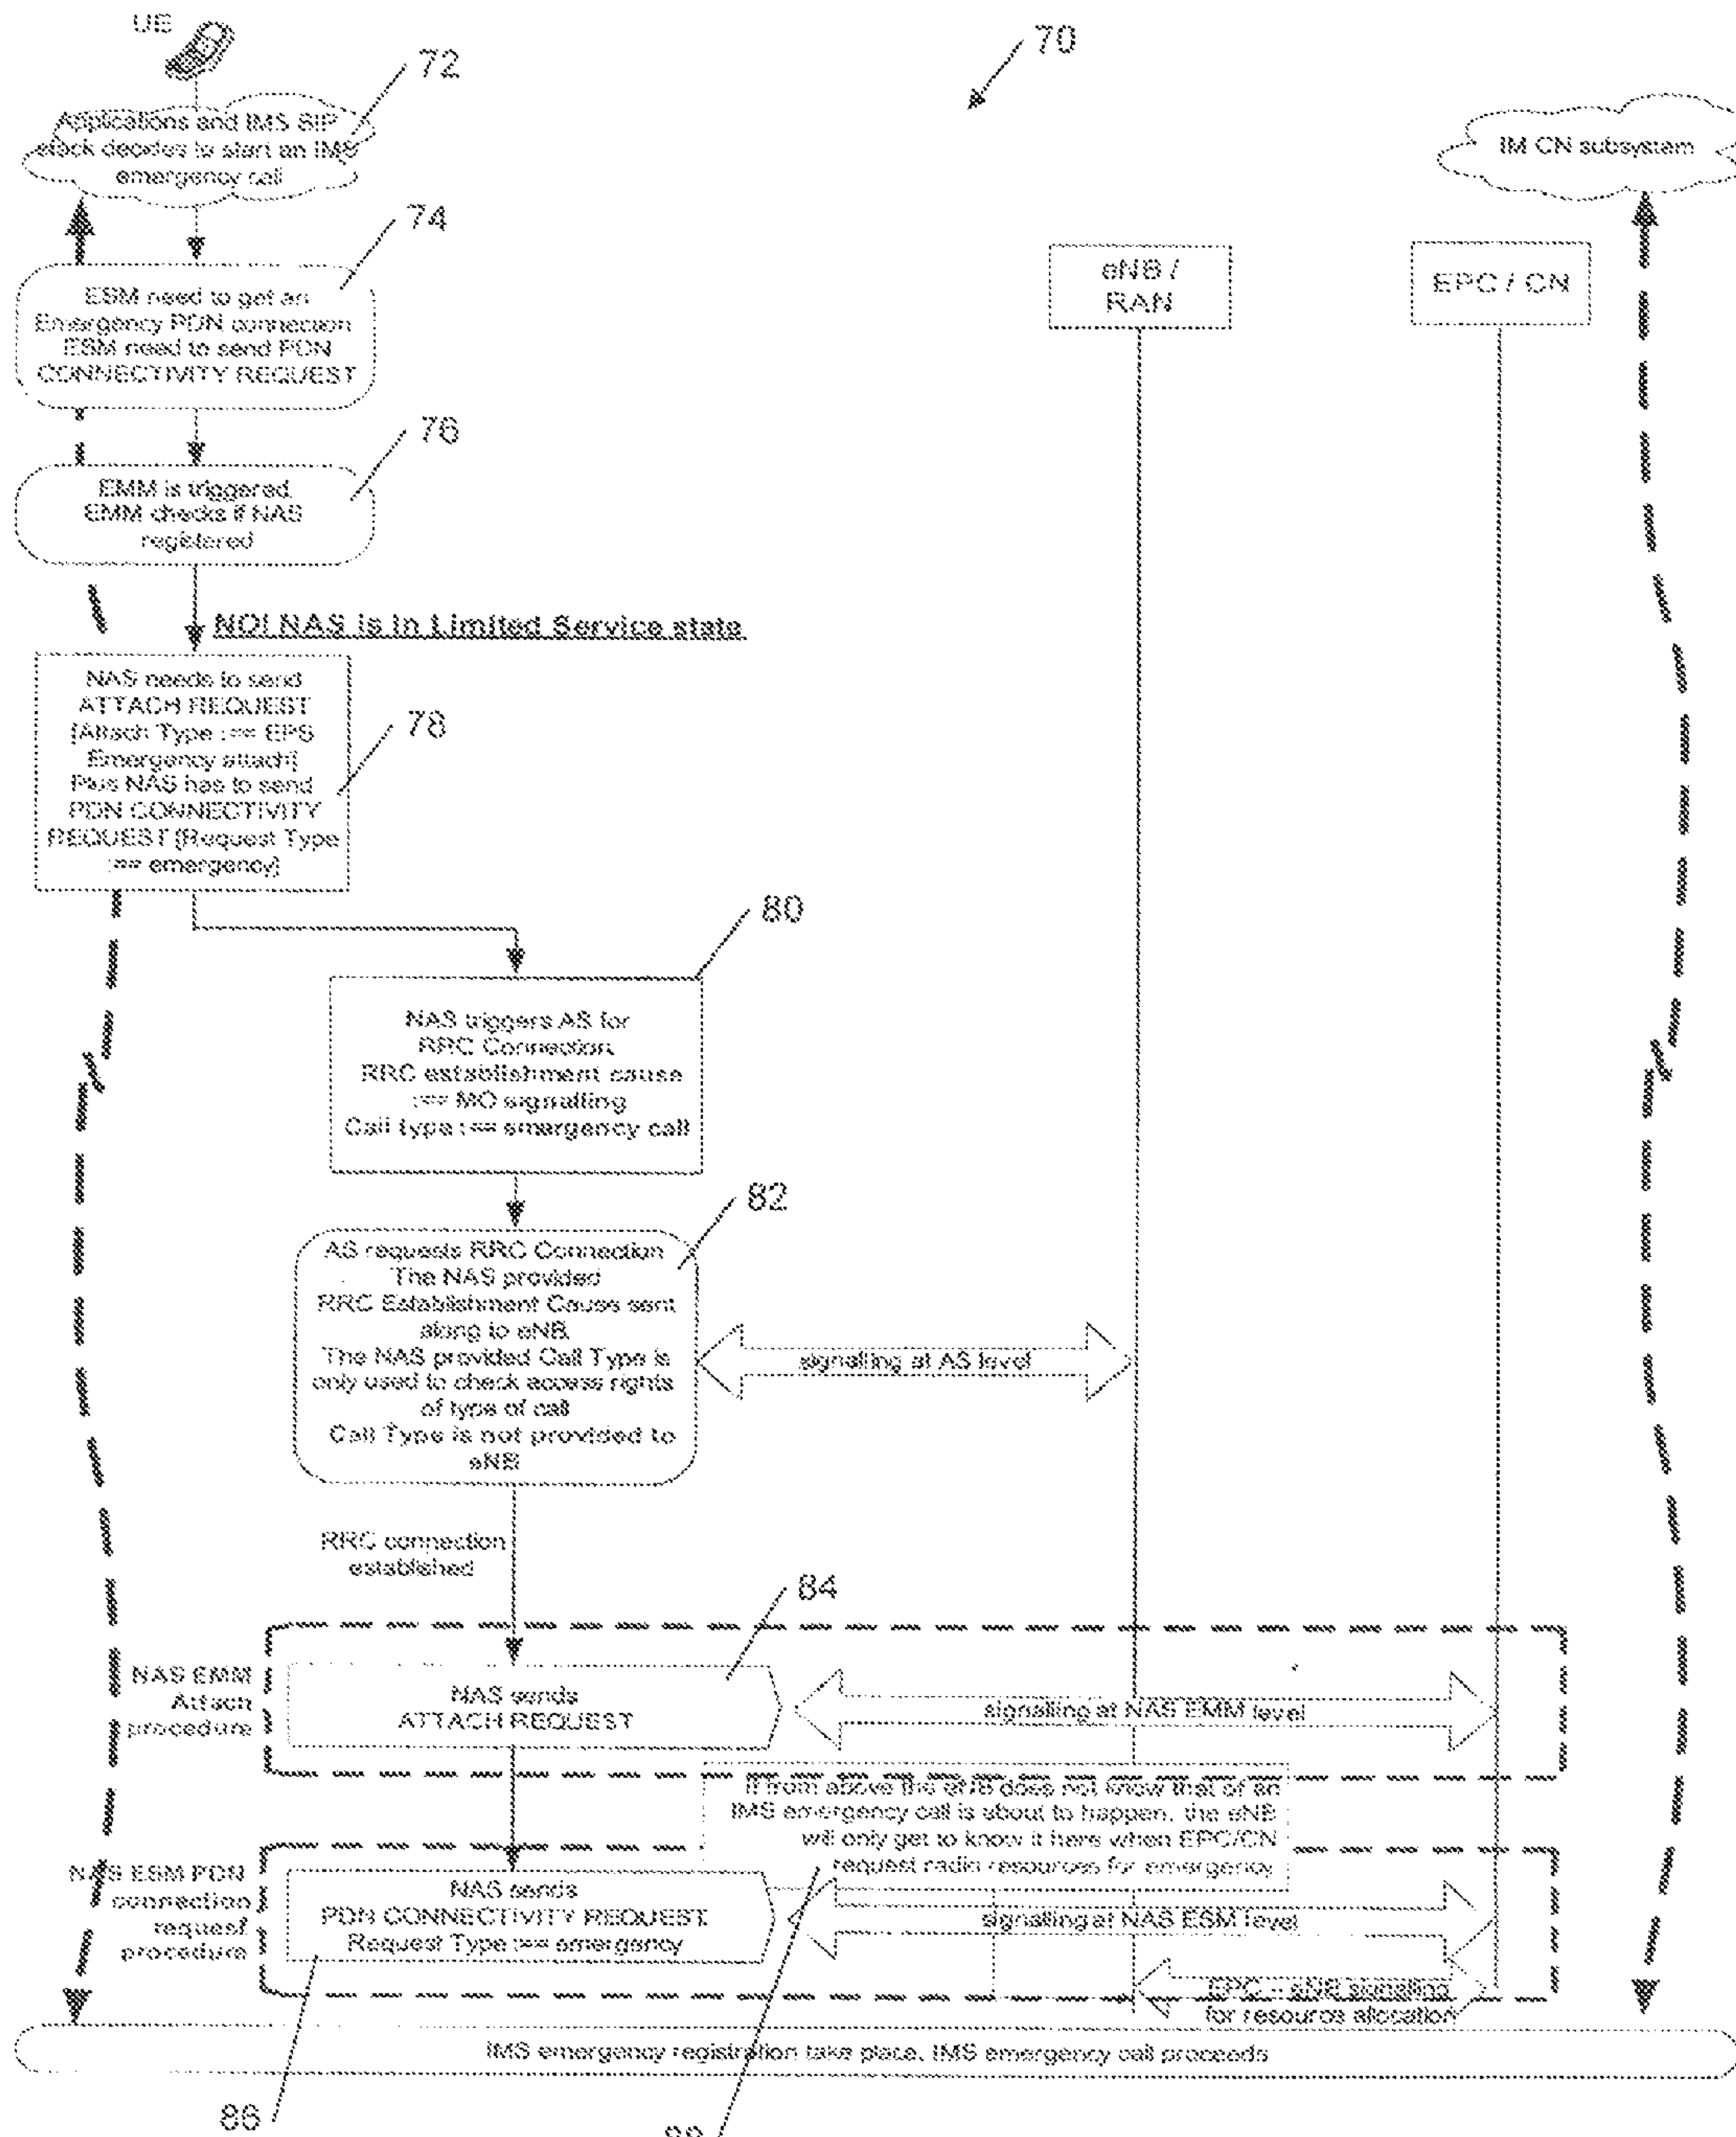 UE
70
72
Applications and IMS SIP
stack decides to start an IMS
emergency call
IM CN subsystem
74
eNB /
RAN
EPC / CN
ESM need to get an
Emergency PDN connection
ESM need to send PDN
CONNECTIVITY REQUEST
76
EMM is triggered.
EMM checks if NAS
registered
NO! NAS is in Limited Service state
NAS needs to send
ATTACH REQUEST
[Attach Type :== EPS
Emergency attach]
Plus NAS has to send
PDN CONNECTIVITY
REQUEST [Request Type
:== emergency]
78
80
NAS triggers AS for
RRC Connection.
RRC establishment cause
:== MO signalling
Call type :== emergency call
82
AS requests RRC Connection
The NAS provided
RRC Establishment Cause sent
along to eNB.
The NAS provided Call Type is
only used to check access rights
of type of call
Call Type is not provided to
eNB
signalling at AS level
RRC connection
established
84
NAS EMM
Attach
procedure
NAS sends
ATTACH REQUEST
signalling at NAS EMM level
If from above the eNB does not know that of an
IMS emergency call is about to happen, the eNB
will only get to know it here when EPC/CN
request radio resources for emergency
NAS ESM PDN
connection
request
procedure
NAS sends
PDN CONNECTIVITY REQUEST.
Request Type :== emergency
signalling at NAS ESM level
EPC – eNB signalling
for resourcs allocation
IMS emergency registration take place. IMS emergency call proceeds
86
88